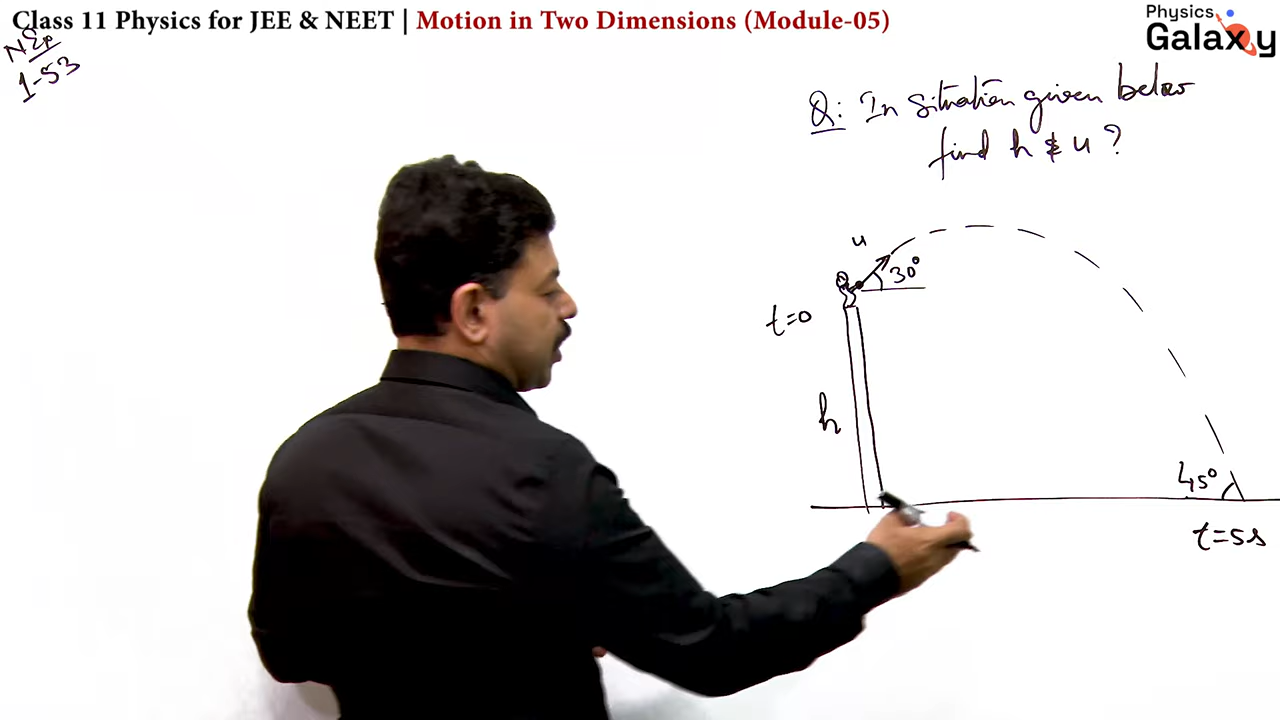 Class 11 Physics for JEE & NEET | Motion in Two Dimensions (Module-05)
Physics
Galaxy
1-53
Q: In situation given below
find h & u ?
u
30°
t=0
h
45°
t=5s